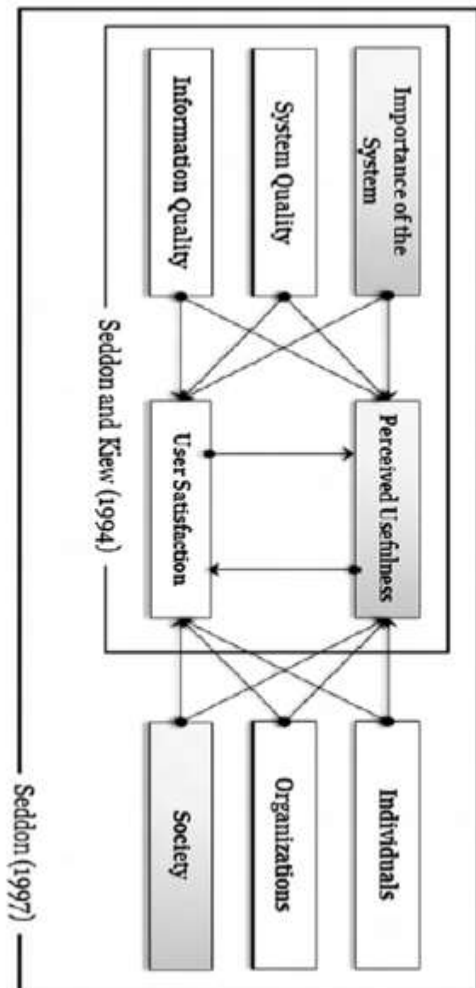 Importance of the
System
System Quality
Information Quality
Perceived Usefulness
User Satisfaction
Individuals
Organizations
Society
Seddon and Kiew (1994)
Seddon (1997)